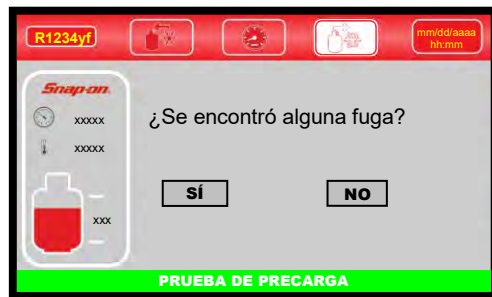 R1234yf
mm/dd/aaaa
hh:mm
Snap-on
xxxxx
¿Se encontró alguna fuga?
xxxxx
SÍ
NO
xxx
PRUEBA DE PRECARGA